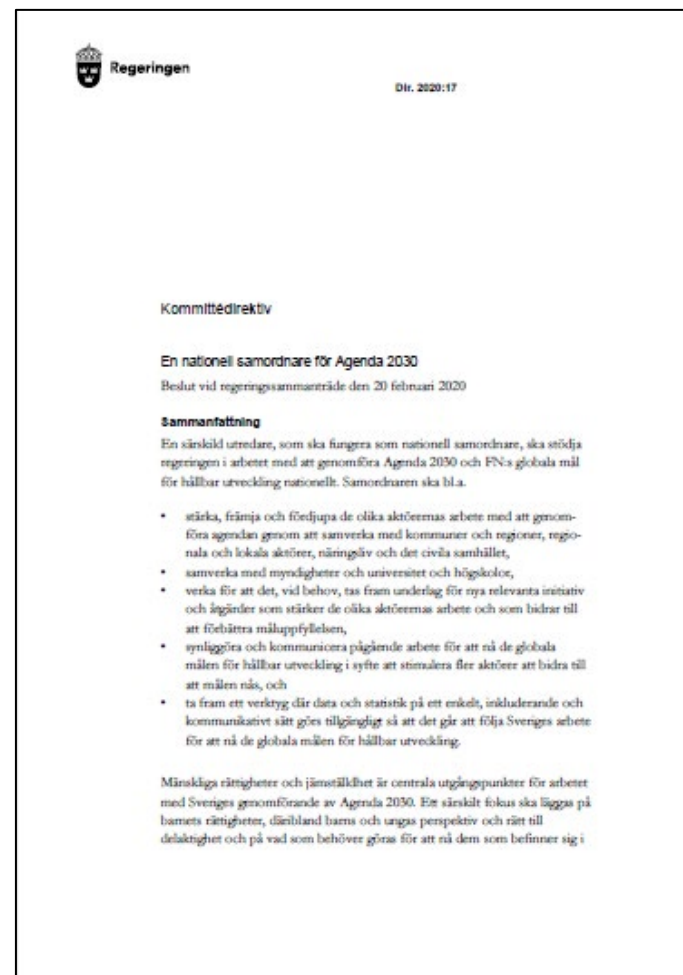 Regeringen
Dir. 2020:17
Kommittédirektiv
En nationell samordnare för Agenda 2030
Beslut vid regeringssammanträde den 20 februari 2020
Sammanfattning
En särskild utredare, som ska fungera som nationell samordnare, ska stödja
regeringen i arbetet med att genomföra Agenda 2030 och FN:s globala mål
för hållbar utveckling nationellt. Samordnaren ska bl.a.
• stärka, främja och fördjupa de olika aktörernas arbete med att genom-
föra agendan genom att samverka med kommuner och regioner, regio-
nala och lokala aktörer, näringsliv och det civila samhället,
• samverka med myndigheter och universitet och högskolor,
• verka för att det, vid behov, tas fram underlag för nya relevanta initiativ
och åtgärder som stärker de olika aktörernas arbete och som bidrar till
att förbättra måluppfyllelsen,
• synliggöra och kommunicera pågående arbete för att nå de globala
målen för hållbar utveckling i syfte att stimulera fler aktörer att bidra till
att målen nås, och
• ta fram ett verktyg där data och statistik på ett enkelt, inkluderande och
kommunikativt sätt görs tillgängligt så att det går att följa Sveriges arbete
för att nå de globala målen för hållbar utveckling.
Mänskliga rättigheter och jämställdhet är centrala utgångspunkter för arbetet
med Sveriges genomförande av Agenda 2030. Ett särskilt fokus ska läggas på
barnets rättigheter, däribland barns och ungas perspektiv och rätt till
delaktighet och på vad som behöver göras för att nå dem som befinner sig i